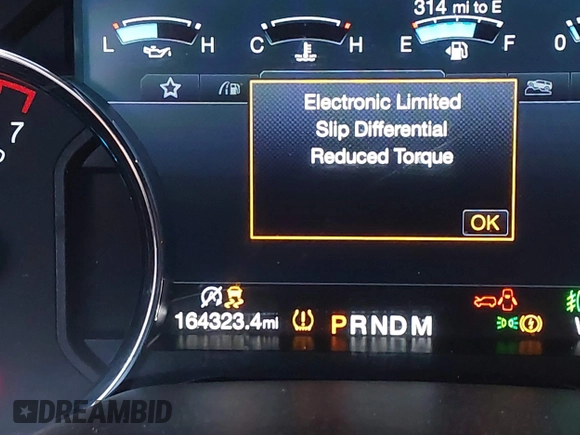 314 mi to E
L H C H E F 0
7
Electronic Limited
Slip Differential
Reduced Torque
OK
164323.4mi PRNDM
DREAMBID